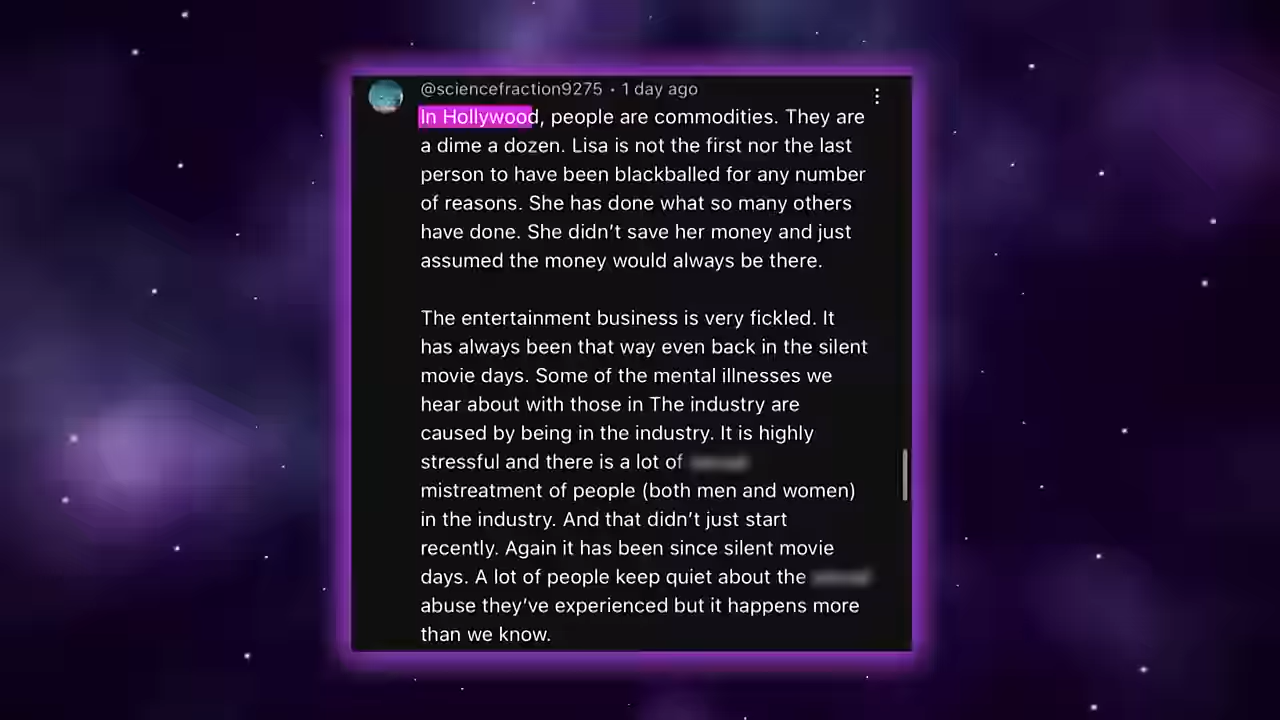 @sciencefraction9275 · 1 day ago
In Hollywood, people are commodities. They are
a dime a dozen. Lisa is not the first nor the last
person to have been blackballed for any number
of reasons. She has done what so many others
have done. She didn’t save her money and just
assumed the money would always be there.
The entertainment business is very fickled. It
has always been that way even back in the silent
movie days. Some of the mental illnesses we
hear about with those in The industry are
caused by being in the industry. It is highly
stressful and there is a lot of
mistreatment of people (both men and women)
in the industry. And that didn’t just start
recently. Again it has been since silent movie
days. A lot of people keep quiet about the
abuse they’ve experienced but it happens more
than we know.